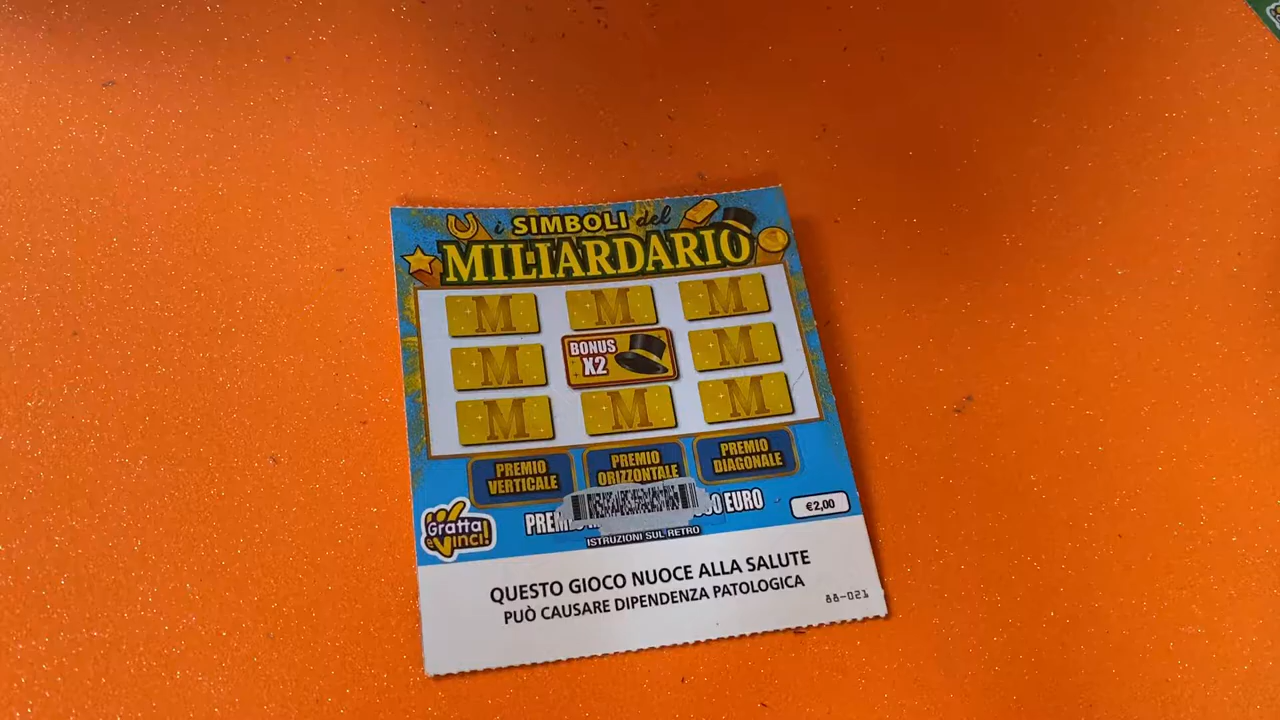 i SIMBOLI del
MILIARDARIO
M M M
M BONUS X2 M
M M M
PREMIO VERTICALE
PREMIO ORIZZONTALE
PREMIO DIAGONALE
Gratta e Vinci!
EURO
€2,00
ISTRUZIONI SUL RETRO
QUESTO GIOCO NUOCE ALLA SALUTE
PUÒ CAUSARE DIPENDENZA PATOLOGICA
88-021